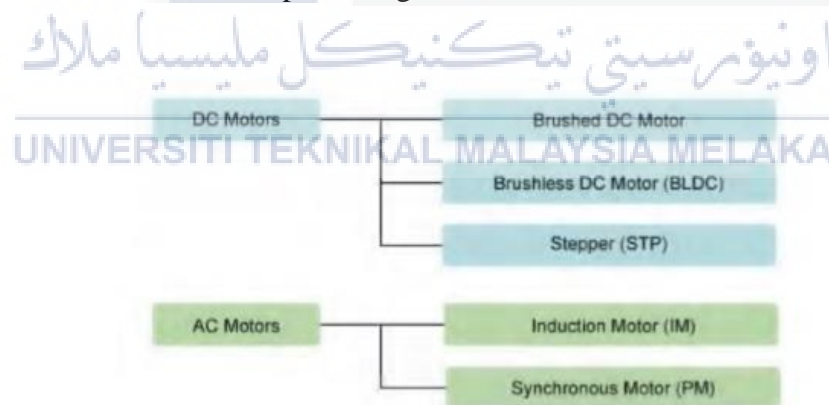 اونيۏرسيتي تيكنيكل مليسيا ملاك
DC Motors
Brushed DC Motor
UNIVERSITI TEKNIKAL MALAYSIA MELAKA
Brushless DC Motor (BLDC)
Stepper (STP)
AC Motors
Induction Motor (IM)
Synchronous Motor (PM)